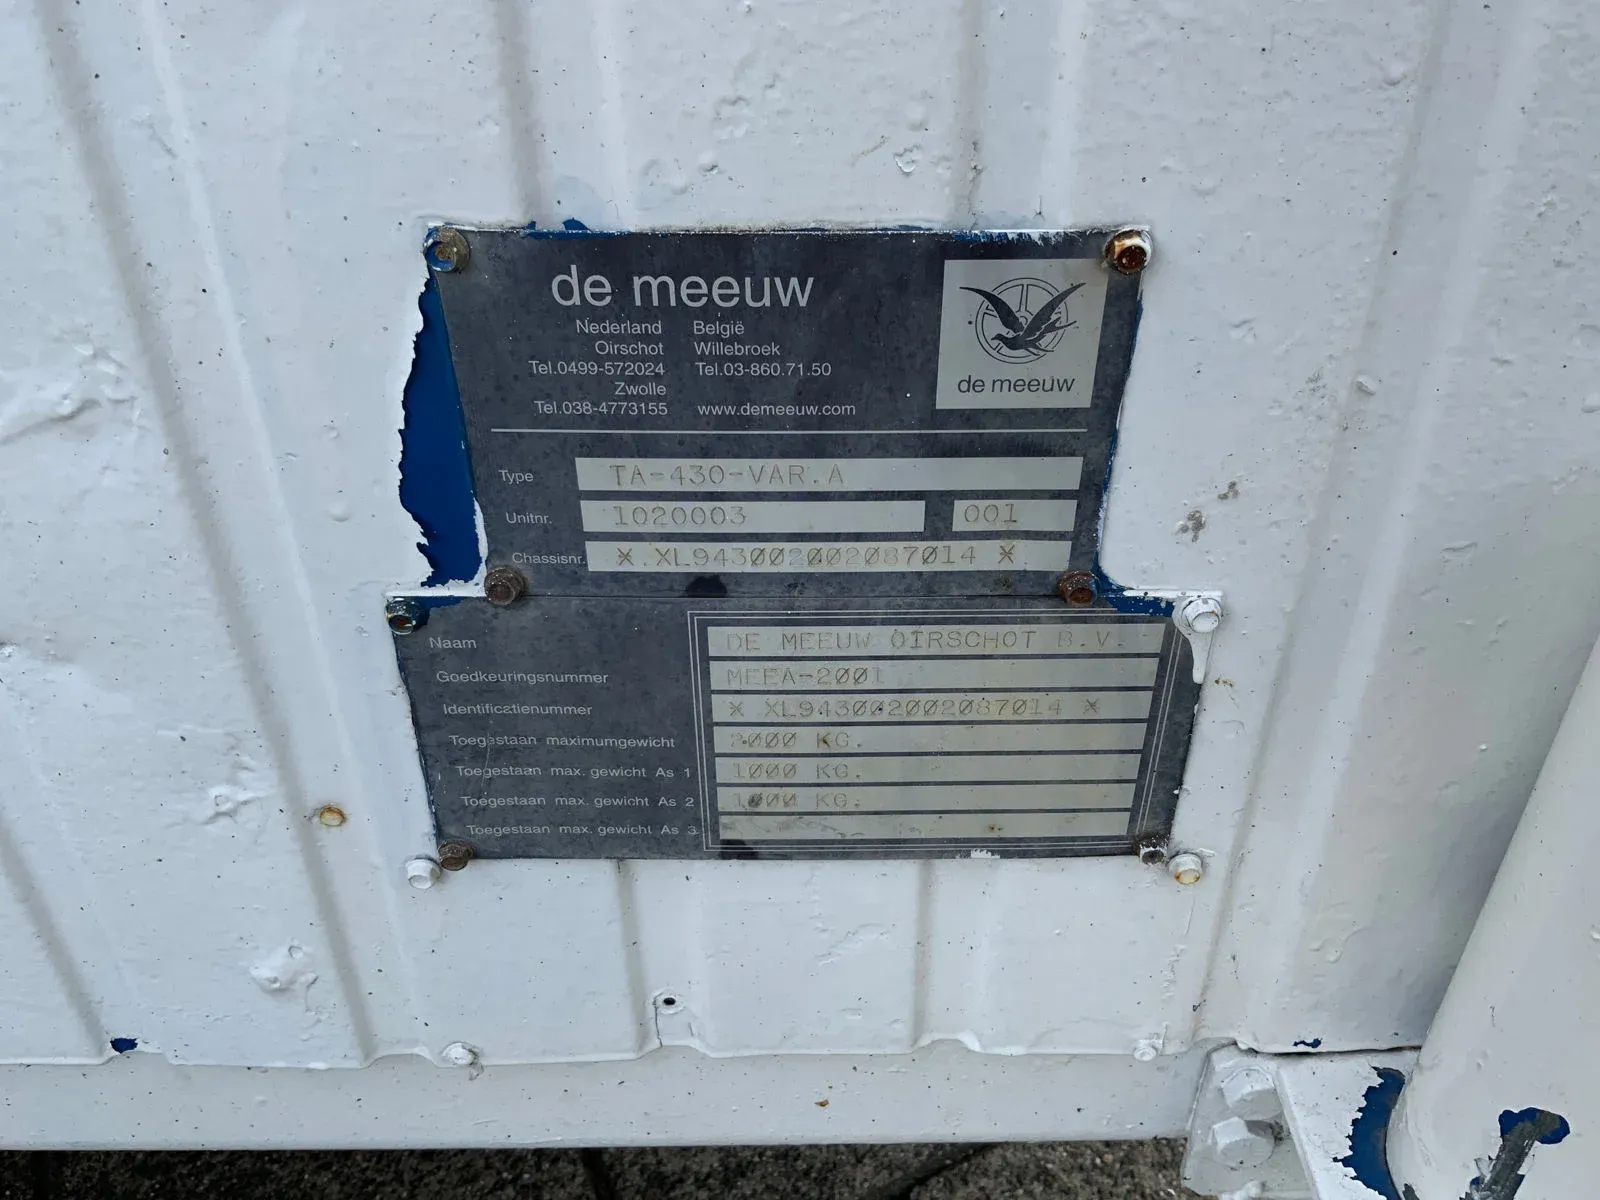 de meeuw
Nederland België
Oirschot Willebroek
Tel.0499-572024 Tel.03-860.71.50
Zwolle
Tel.038-4773155 www.demeeuw.com
de meeuw
Type TA-430-VAR.A
Unitnr. 1020003 001
Chassisnr. * XL943002002087014 *
Naam DE MEEUW OIRSCHOT B.V.
Goedkeuringsnummer MEEA-2001
Identificatienummer * XL943002002087014 *
Toegestaan maximumgewicht 2000 KG.
Toegestaan max. gewicht As 1 1000 KG.
Toegestaan max. gewicht As 2 1000 KG.
Toegestaan max. gewicht As 3